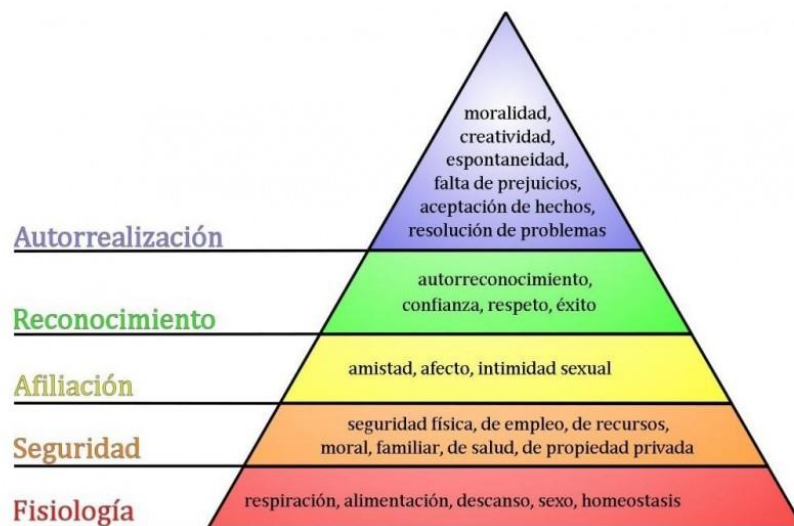 moralidad,
creatividad,
espontaneidad,
falta de prejuicios,
aceptación de hechos,
resolución de problemas
Autorrealización
autorreconocimiento,
confianza, respeto, éxito
Reconocimiento
amistad, afecto, intimidad sexual
Afiliación
seguridad física, de empleo, de recursos,
moral, familiar, de salud, de propiedad privada
Seguridad
respiración, alimentación, descanso, sexo, homeostasis
Fisiología